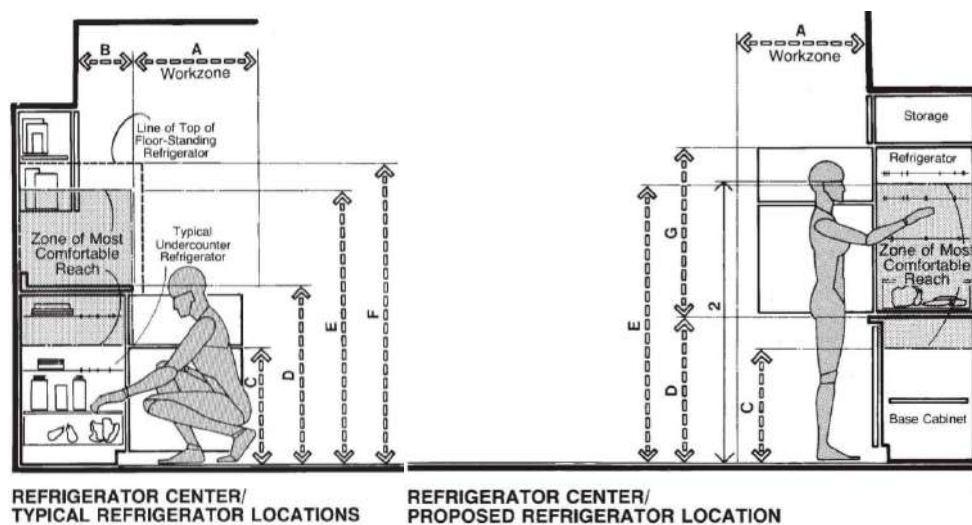 B
A
Workzone
Line of Top of
Floor-Standing
Refrigerator
Zone of Most
Comfortable
Reach
Typical
Undercounter
Refrigerator
C
D
E
F
REFRIGERATOR CENTER/
TYPICAL REFRIGERATOR LOCATIONS
A
Workzone
Storage
Refrigerator
Zone of Most
Comfortable
Reach
E
G
2
D
C
Base Cabinet
REFRIGERATOR CENTER/
PROPOSED REFRIGERATOR LOCATION